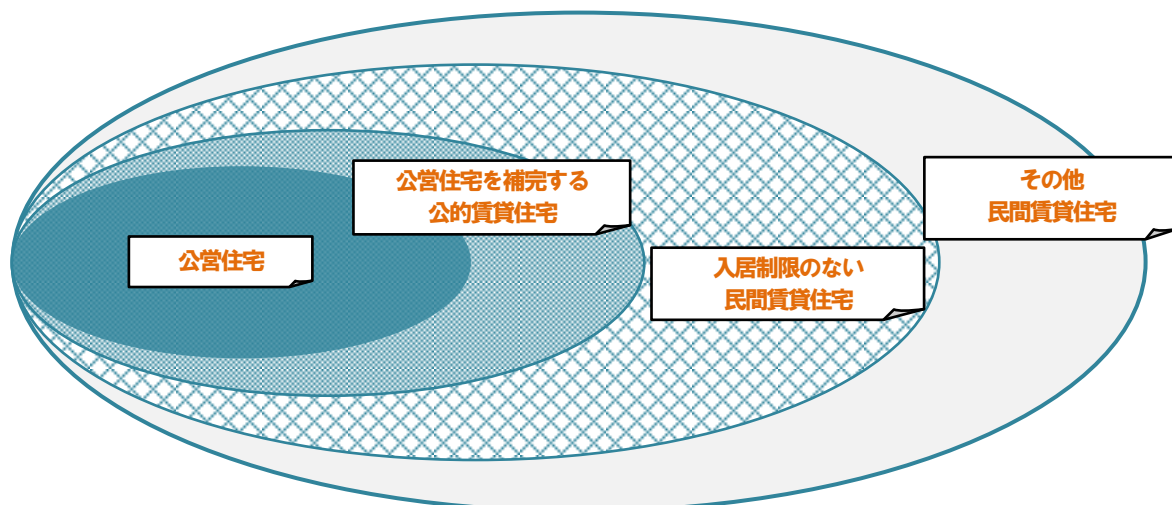 公営住宅
公営住宅を補完する
公的賃貸住宅
入居制限のない
民間賃貸住宅
その他
民間賃貸住宅